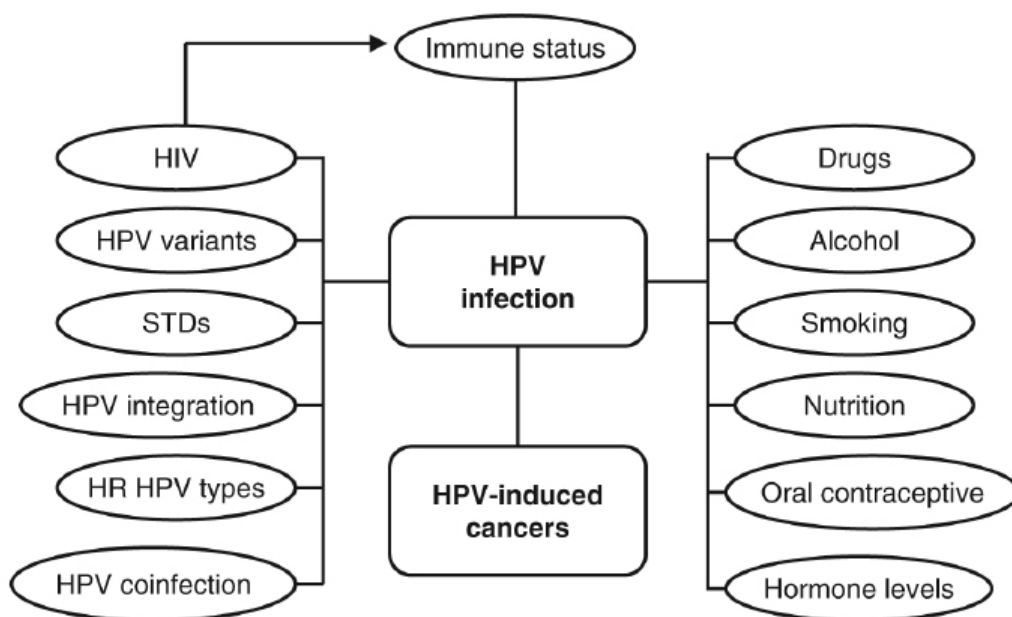 Immune status
HIV
HPV variants
STDs
HPV integration
HR HPV types
HPV coinfection
HPV
infection
HPV-induced
cancers
Drugs
Alcohol
Smoking
Nutrition
Oral contraceptive
Hormone levels